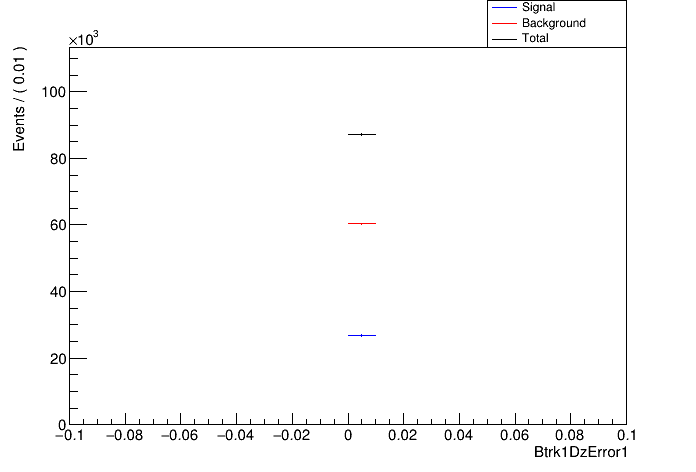 Signal
Background
Total
×10³
Events / ( 0.01 )
100
80
60
40
20
0
−0.1 −0.08 −0.06 −0.04 −0.02 0 0.02 0.04 0.06 0.08 0.1
Btrk1DzError1